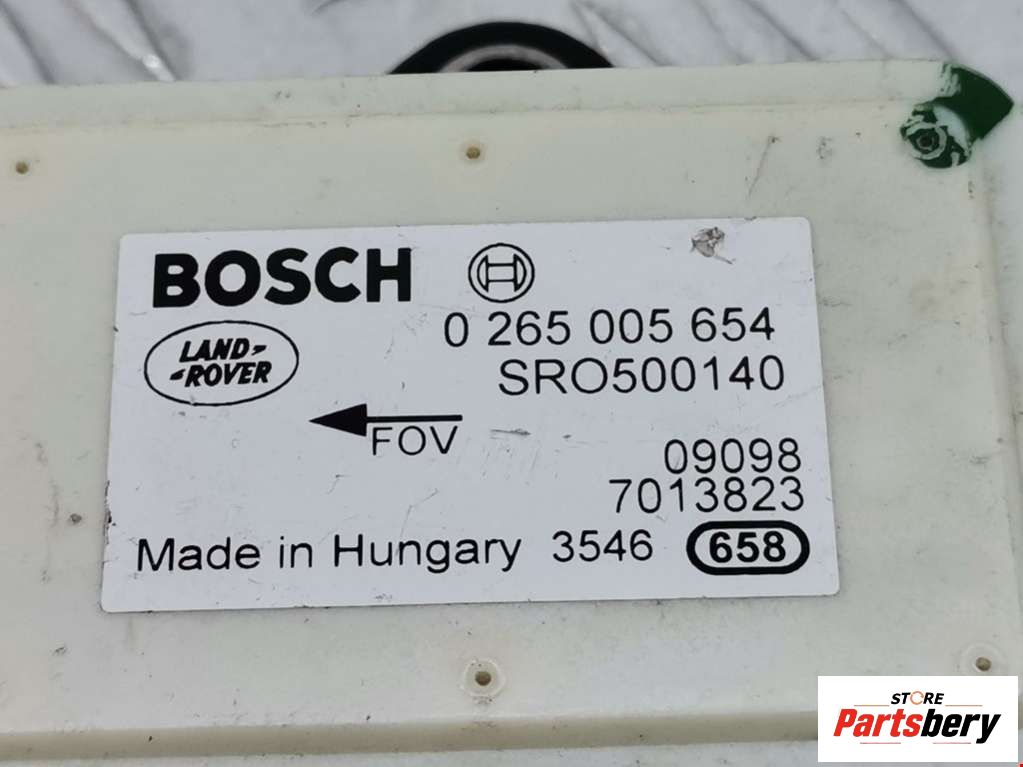 BOSCH
0 265 005 654
LAND-
-ROVER
SRO500140
FOV
09098
7013823
Made in Hungary 3546 658
STORE
Partsbery